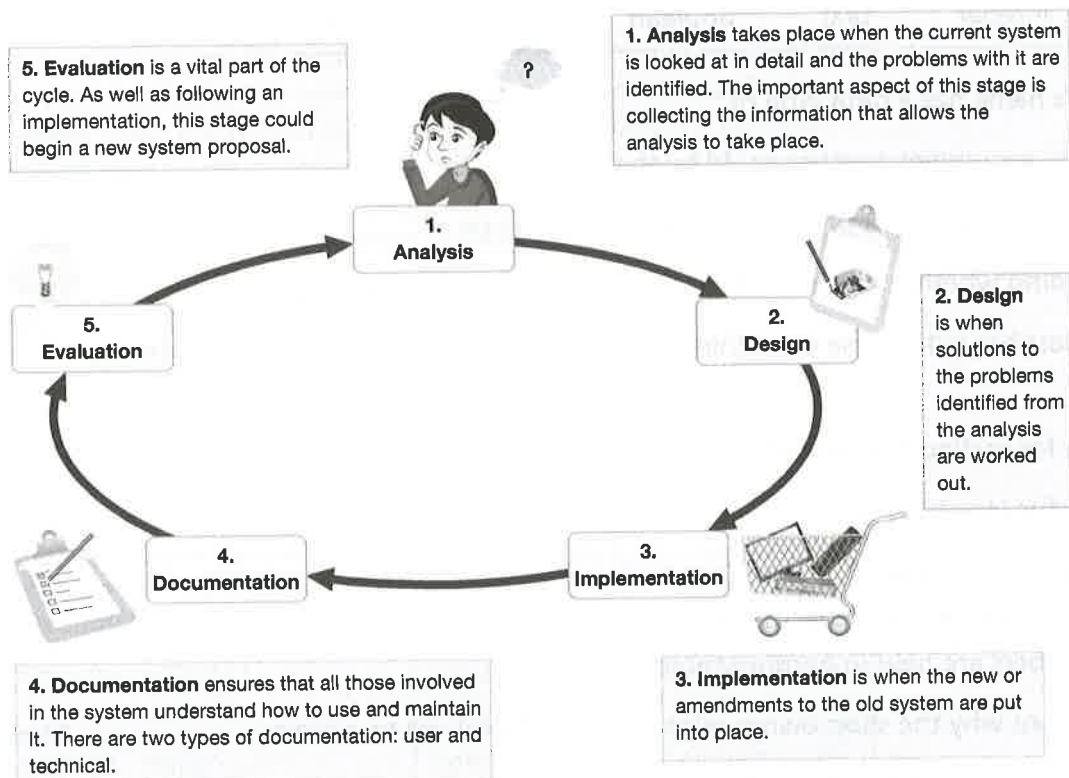 5. Evaluation is a vital part of the
cycle. As well as following an
implementation, this stage could
begin a new system proposal.
?
1. Analysis takes place when the current system
is looked at in detail and the problems with it are
identified. The important aspect of this stage is
collecting the information that allows the
analysis to take place.
1.
Analysis
2.
Design
2. Design
is when
solutions to
the problems
identified from
the analysis
are worked
out.
5.
Evaluation
3.
Implementation
4.
Documentation
4. Documentation ensures that all those involved
in the system understand how to use and maintain
it. There are two types of documentation: user and
technical.
3. Implementation is when the new or
amendments to the old system are put
into place.